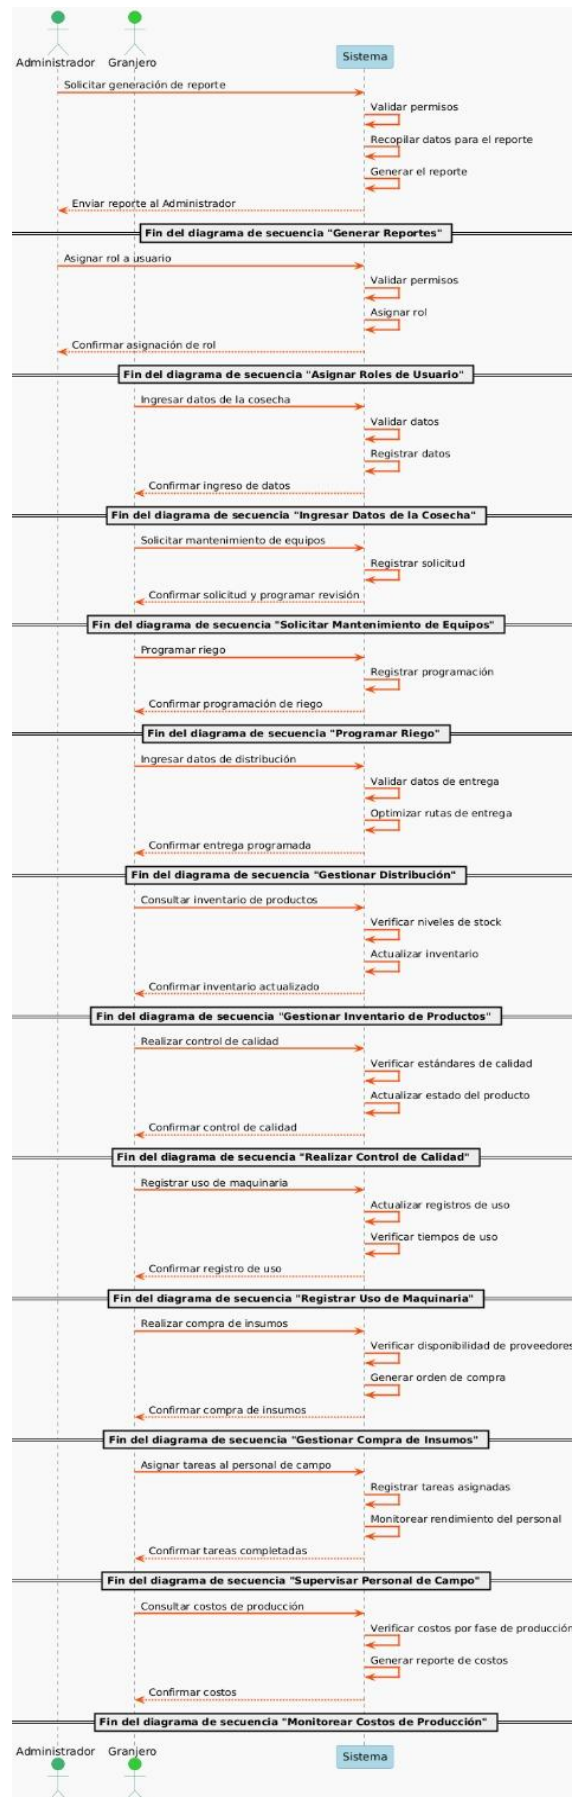 Administrador Granjero Sistema
Solicitar generación de reporte
Validar permisos
Recopilar datos para el reporte
Generar el reporte
Enviar reporte al Administrador
Fin del diagrama de secuencia "Generar Reportes"
Asignar rol a usuario
Validar permisos
Asignar rol
Confirmar asignación de rol
Fin del diagrama de secuencia "Asignar Roles de Usuario"
Ingresar datos de la cosecha
Validar datos
Registrar datos
Confirmar ingreso de datos
Fin del diagrama de secuencia "Ingresar Datos de la Cosecha"
Solicitar mantenimiento de equipos
Registrar solicitud
Confirmar solicitud y programar revisión
Fin del diagrama de secuencia "Solicitar Mantenimiento de Equipos"
Programar riego
Registrar programación
Confirmar programación de riego
Fin del diagrama de secuencia "Programar Riego"
Ingresar datos de distribución
Validar datos de entrega
Optimizar rutas de entrega
Confirmar entrega programada
Fin del diagrama de secuencia "Gestionar Distribución"
Consultar inventario de productos
Verificar niveles de stock
Actualizar inventario
Confirmar inventario actualizado
Fin del diagrama de secuencia "Gestionar Inventario de Productos"
Realizar control de calidad
Verificar estándares de calidad
Actualizar estado del producto
Confirmar control de calidad
Fin del diagrama de secuencia "Realizar Control de Calidad"
Registrar uso de maquinaria
Actualizar registros de uso
Verificar tiempos de uso
Confirmar registro de uso
Fin del diagrama de secuencia "Registrar Uso de Maquinaria"
Realizar compra de insumos
Verificar disponibilidad de proveedores
Generar orden de compra
Confirmar compra de insumos
Fin del diagrama de secuencia "Gestionar Compra de Insumos"
Asignar tareas al personal de campo
Registrar tareas asignadas
Monitorear rendimiento del personal
Confirmar tareas completadas
Fin del diagrama de secuencia "Supervisar Personal de Campo"
Consultar costos de producción
Verificar costos por fase de producción
Generar reporte de costos
Confirmar costos
Fin del diagrama de secuencia "Monitorear Costos de Producción"
Administrador Granjero Sistema